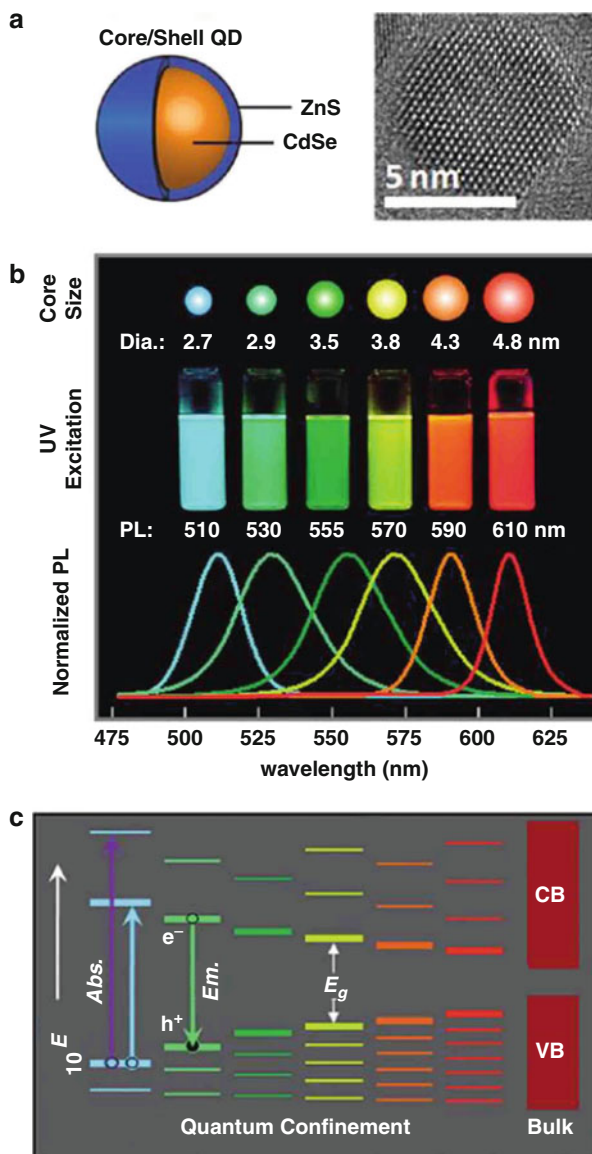 a
Core/Shell QD
ZnS
CdSe
5 nm
b
Core Size
Dia.: 2.7 2.9 3.5 3.8 4.3 4.8 nm
UV Excitation
PL: 510 530 555 570 590 610 nm
Normalized PL
475 500 525 550 575 600 625
wavelength (nm)
c
E
10
Abs.
e−
Em.
h+
Eg
CB
VB
Quantum Confinement Bulk